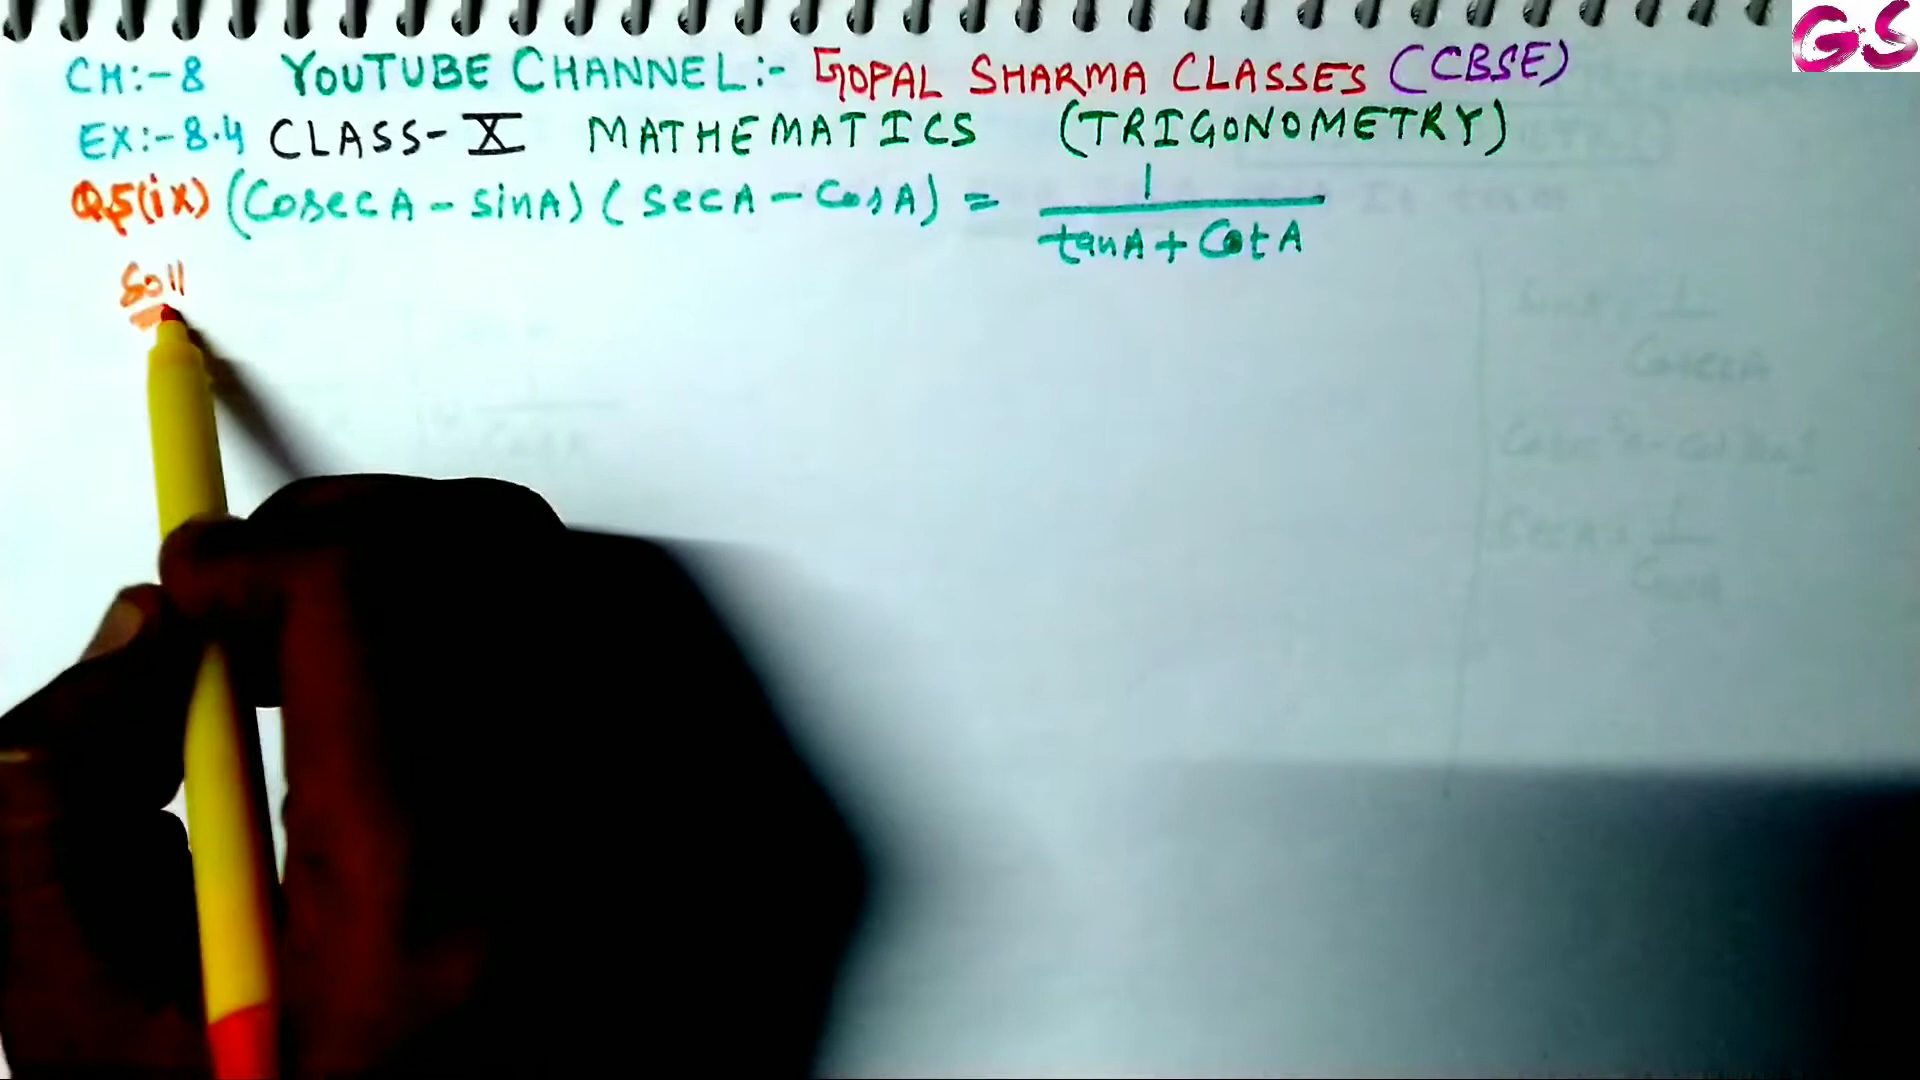 GS
CH:-8 YOUTUBE CHANNEL:- GOPAL SHARMA CLASSES (CBSE)
EX:-8.4 CLASS-X MATHEMATICS (TRIGONOMETRY)
Q5(ix) (CosecA - sinA) (secA - CosA) = 1 / tanA + CotA
Sol